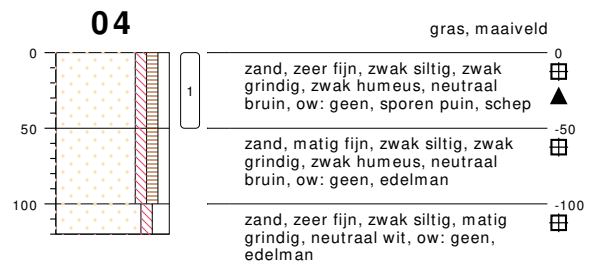 04
gras, maaiveld
0
0
zand, zeer fijn, zwak siltig, zwak
grindig, zwak humeus, neutraal
bruin, ow: geen, sporen puin, schep
1
50
-50
zand, matig fijn, zwak siltig, zwak
grindig, zwak humeus, neutraal
bruin, ow: geen, edelman
100
-100
zand, zeer fijn, zwak siltig, matig
grindig, neutraal wit, ow: geen,
edelman